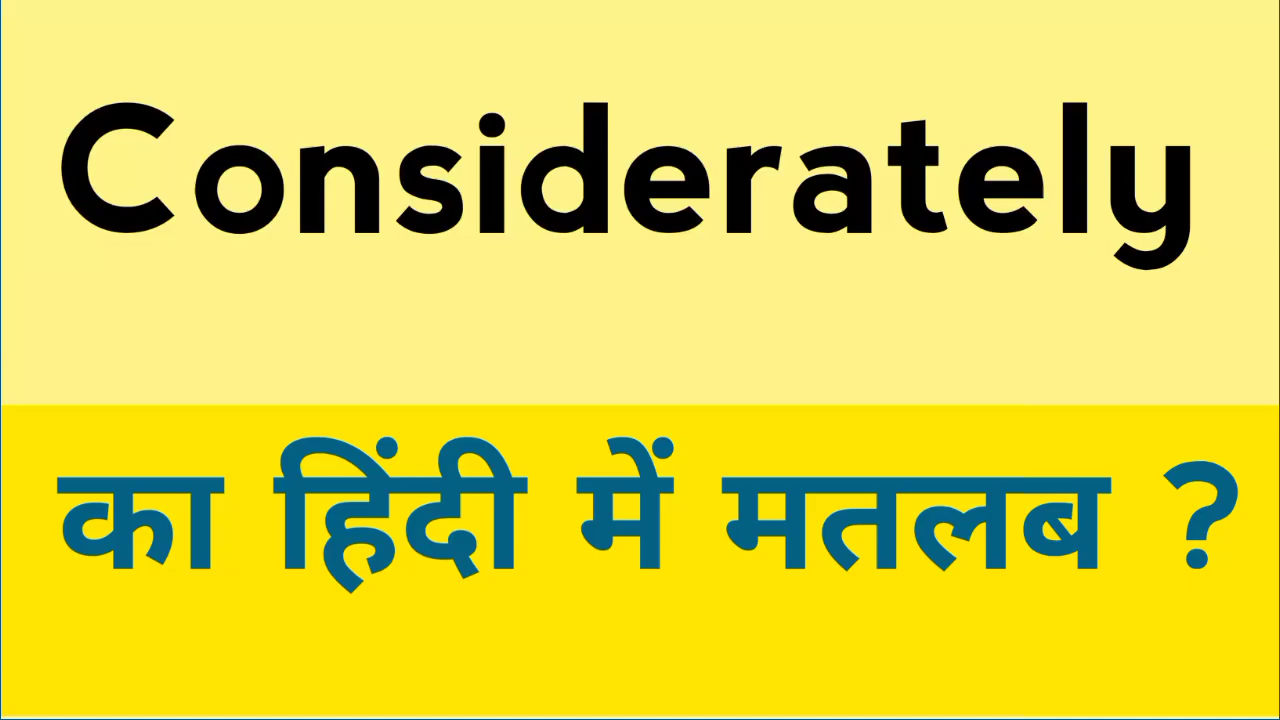 Considerately
का हिंदी में मतलब ?